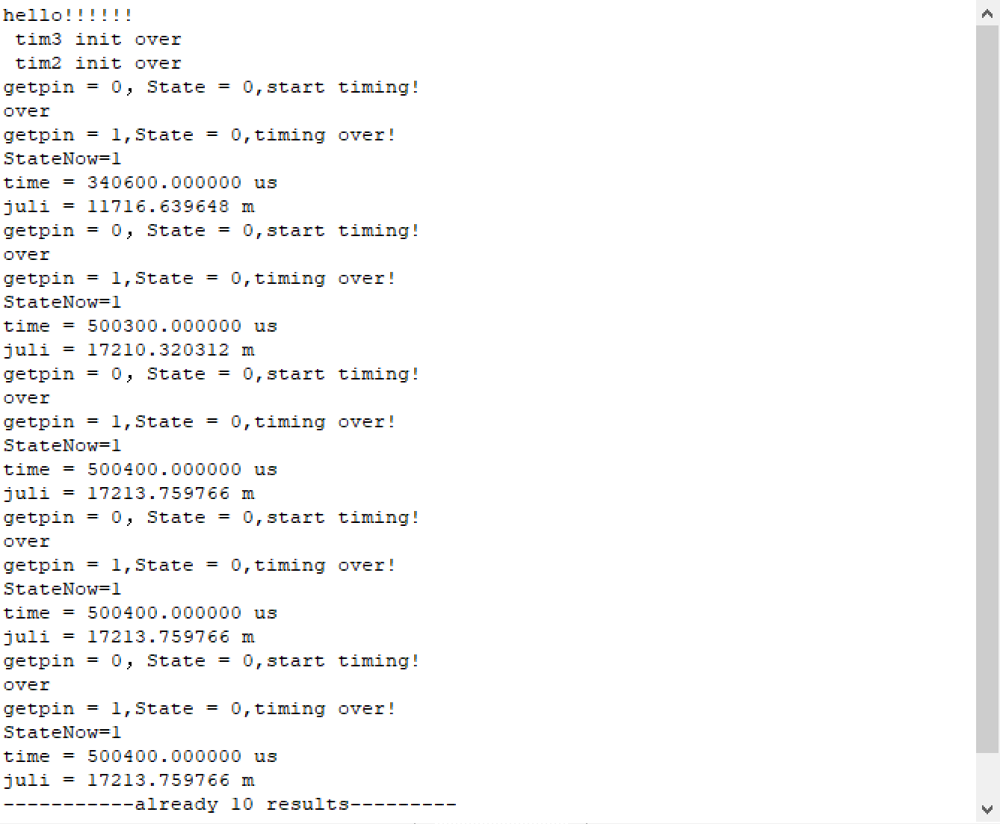 hello!!!!!!
 tim3 init over
 tim2 init over
getpin = 0, State = 0,start timing!
over
getpin = 1,State = 0,timing over!
StateNow=1
time = 340600.000000 us
juli = 11716.639648 m
getpin = 0, State = 0,start timing!
over
getpin = 1,State = 0,timing over!
StateNow=1
time = 500300.000000 us
juli = 17210.320312 m
getpin = 0, State = 0,start timing!
over
getpin = 1,State = 0,timing over!
StateNow=1
time = 500400.000000 us
juli = 17213.759766 m
getpin = 0, State = 0,start timing!
over
getpin = 1,State = 0,timing over!
StateNow=1
time = 500400.000000 us
juli = 17213.759766 m
getpin = 0, State = 0,start timing!
over
getpin = 1,State = 0,timing over!
StateNow=1
time = 500400.000000 us
juli = 17213.759766 m
-----------already 10 results---------